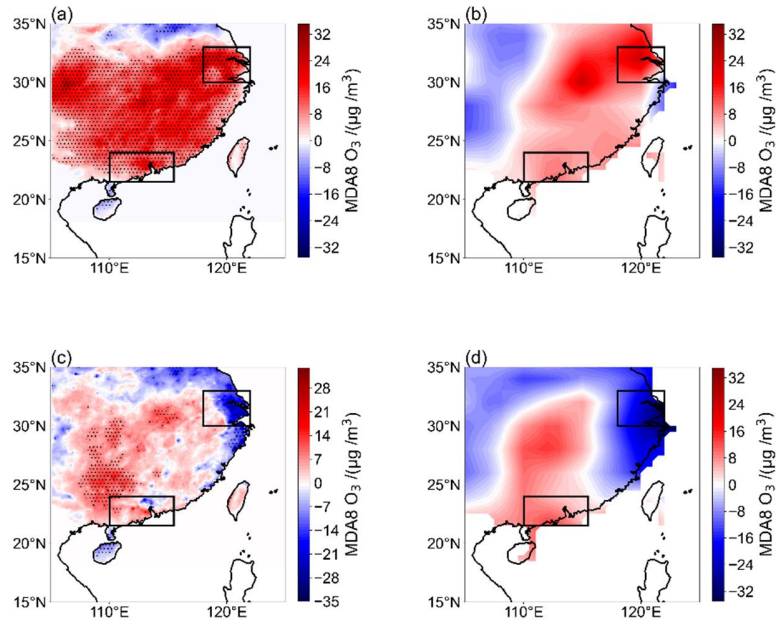 (a)
35°N
30°N
25°N
20°N
15°N
110°E 120°E
32
24
16
8
0
−8
−16
−24
−32
MDA8 O3 /(μg /m³)
(b)
35°N
30°N
25°N
20°N
15°N
110°E 120°E
32
24
16
8
0
−8
−16
−24
−32
MDA8 O3 /(μg /m³)
(c)
35°N
30°N
25°N
20°N
15°N
110°E 120°E
28
21
14
7
0
−7
−14
−21
−28
−35
MDA8 O3 /(μg /m³)
(d)
35°N
30°N
25°N
20°N
15°N
110°E 120°E
32
24
16
8
0
−8
−16
−24
−32
MDA8 O3 /(μg /m³)